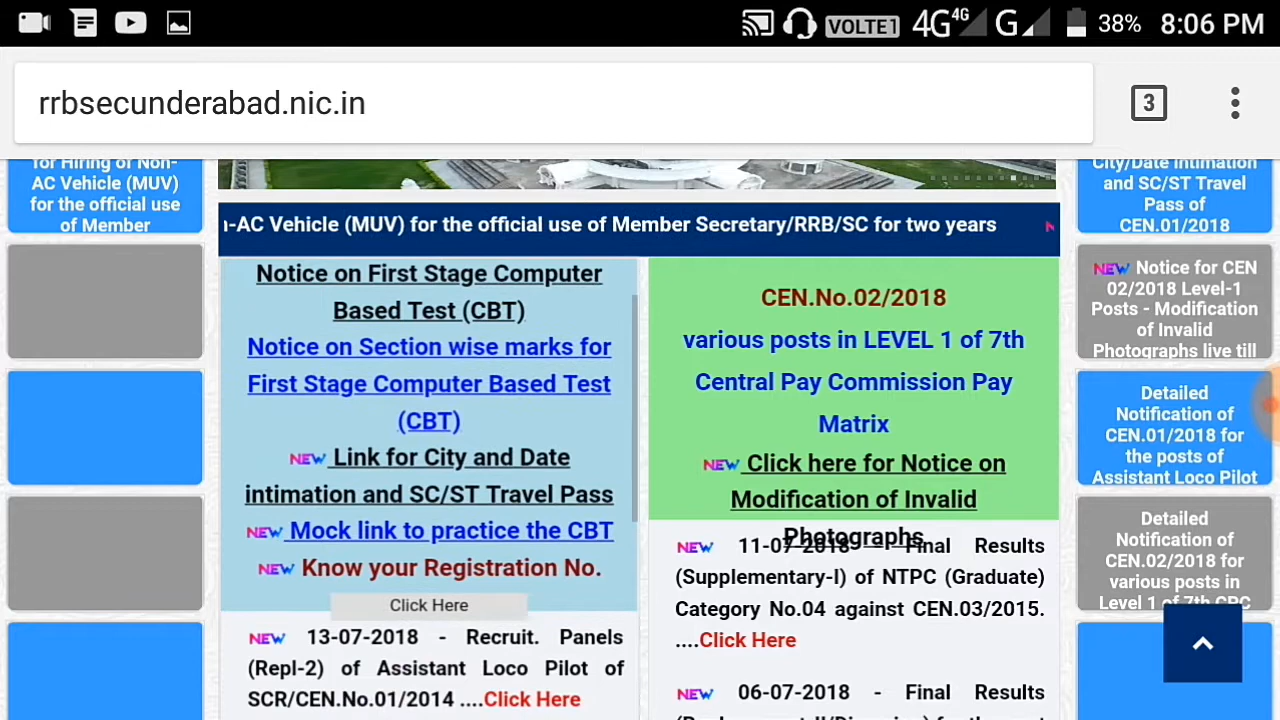 VOLTE1 4G 4G G 38% 8:06 PM
rrbsecunderabad.nic.in
3
for Hiring of Non-
AC Vehicle (MUV)
for the official use
of Member
-AC Vehicle (MUV) for the official use of Member Secretary/RRB/SC for two years
Notice on First Stage Computer
Based Test (CBT)
Notice on Section wise marks for
First Stage Computer Based Test
(CBT)
NEW Link for City and Date
intimation and SC/ST Travel Pass
NEW Mock link to practice the CBT
NEW Know your Registration No.
Click Here
NEW 13-07-2018 - Recruit. Panels
(Repl-2) of Assistant Loco Pilot of
SCR/CEN.No.01/2014 ....Click Here
CEN.No.02/2018
various posts in LEVEL 1 of 7th
Central Pay Commission Pay
Matrix
NEW Click here for Notice on
Modification of Invalid
Photographs
NEW 11-07-2018 - Final Results
(Supplementary-I) of NTPC (Graduate)
Category No.04 against CEN.03/2015.
....Click Here
NEW 06-07-2018 - Final Results
City/Date Intimation
and SC/ST Travel
Pass of
CEN.01/2018
NEW Notice for CEN
02/2018 Level-1
Posts - Modification
of Invalid
Photographs live till
Detailed
Notification of
CEN.01/2018 for
the posts of
Assistant Loco Pilot
Detailed
Notification of
CEN.02/2018 for
various posts in
Level 1 of 7th CPC